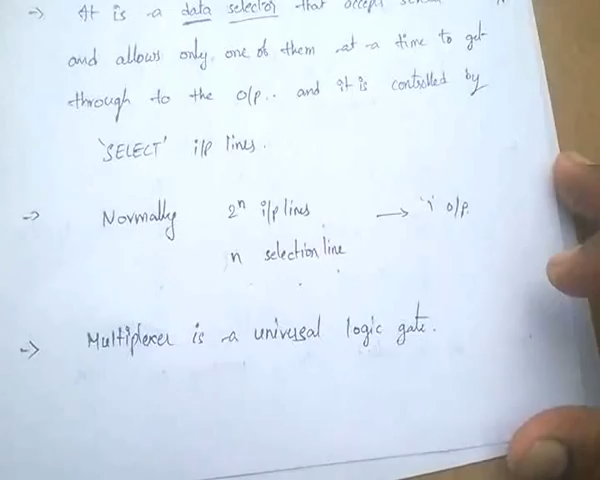 -> It is a data selector that accept
and allows only one of them at a time to get
through to the o/p.. and it is controlled by
'SELECT' i/p lines.
-> Normally 2ⁿ i/p lines → '1' o/p.
n selection line
-> Multiplexer is a universal logic gate.